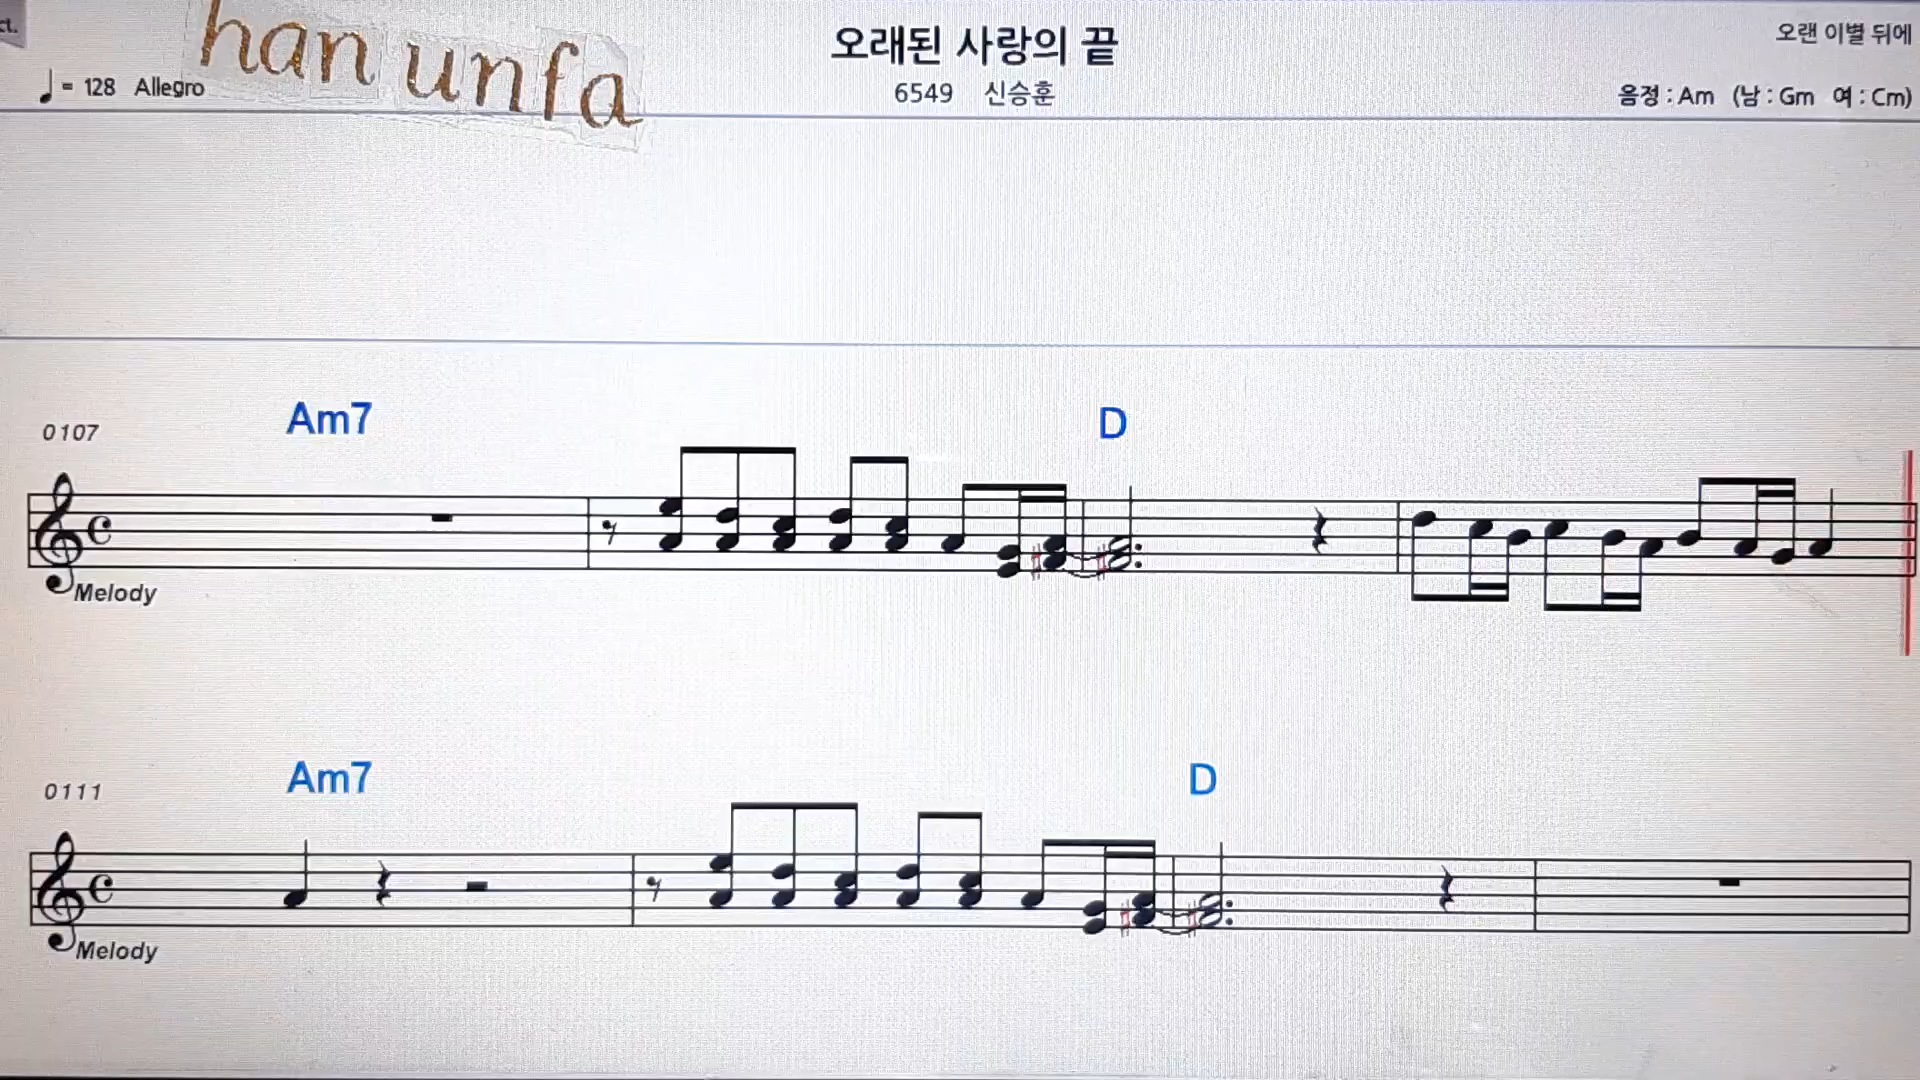 ct.
han unfa
오래된 사랑의 끝
오랜 이별 뒤에
♩ = 128 Allegro
6549 신승훈
음정 : Am (남 : Gm 여 : Cm)
0107 Am7 D
Melody
0111 Am7 D
Melody